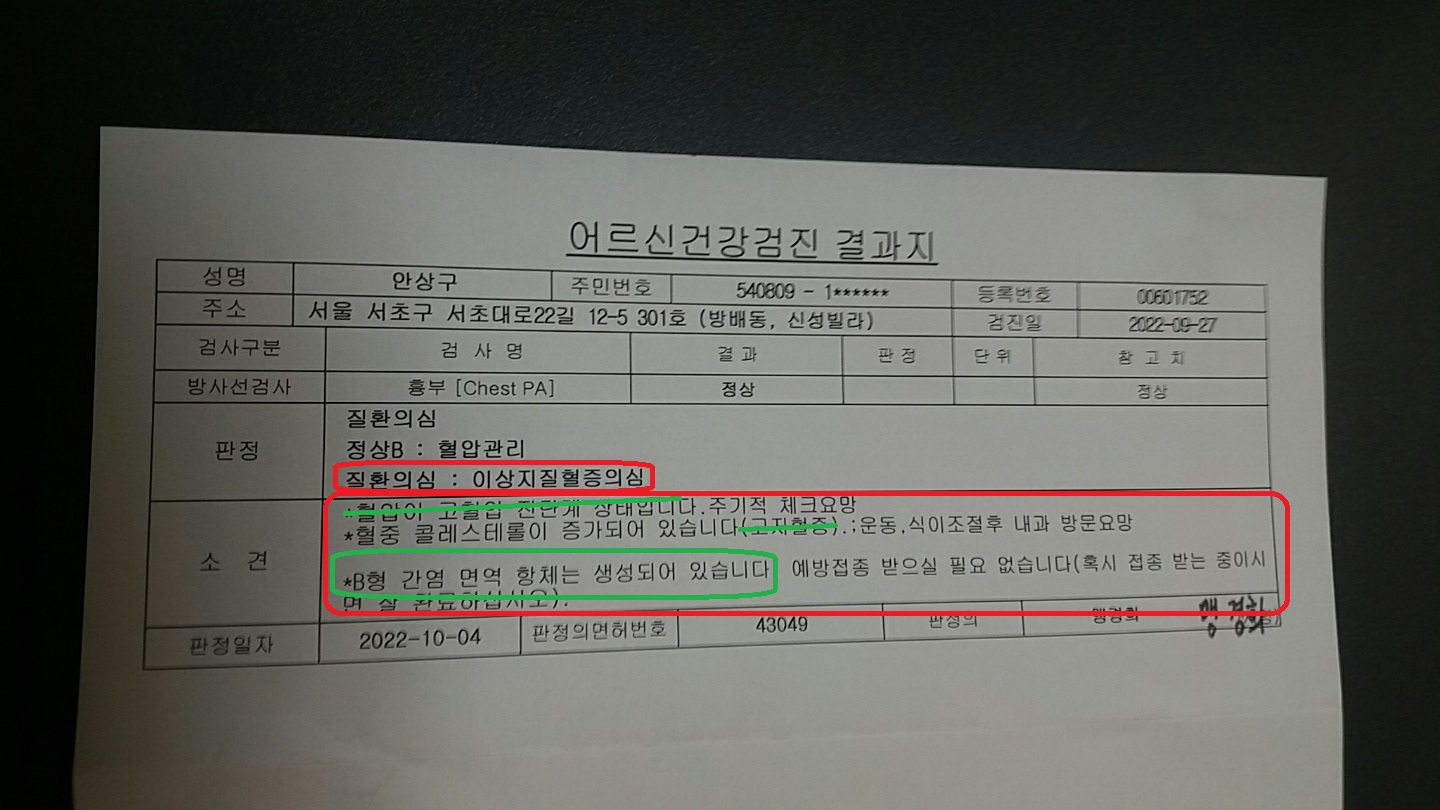 어르신건강검진 결과지
성명 안상구 주민번호 540809 - 1****** 등록번호 00601752
주소 서울 서초구 서초대로22길 12-5 301호 (방배동, 신성빌라) 검진일 2022-09-27
검사구분 검 사 명 결 과 판 정 단 위 참 고 치
방사선검사 흉부 [Chest PA] 정상 정상
판정
질환의심
정상B : 혈압관리
질환의심 : 이상지질혈증의심
소 견
*혈압이 고혈압 전단계 상태입니다.주기적 체크요망
*혈중 콜레스테롤이 증가되어 있습니다(고지혈증).;운동,식이조절후 내과 방문요망
*B형 간염 면역 항체는 생성되어 있습니다 예방접종 받으실 필요 없습니다(혹시 접종 받는 중이시
면 잘 완료하십시오).
판정일자 2022-10-04 판정의면허번호 43049 판정의